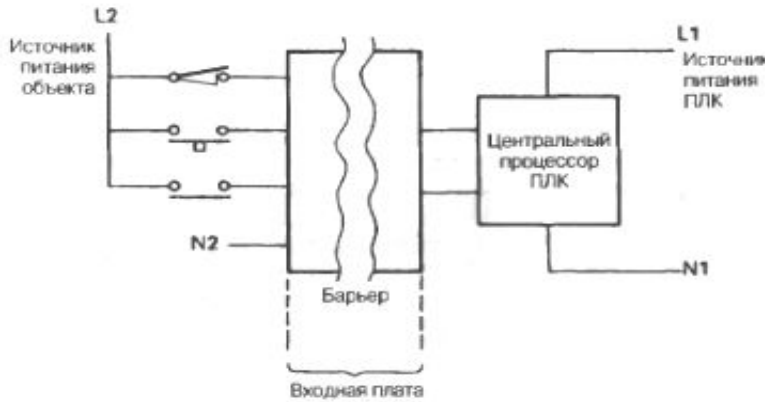 L2
Источник
питания
объекта
N2
Барьер
Входная плата
Центральный
процессор
ПЛК
L1
Источник
питания
ПЛК
N1